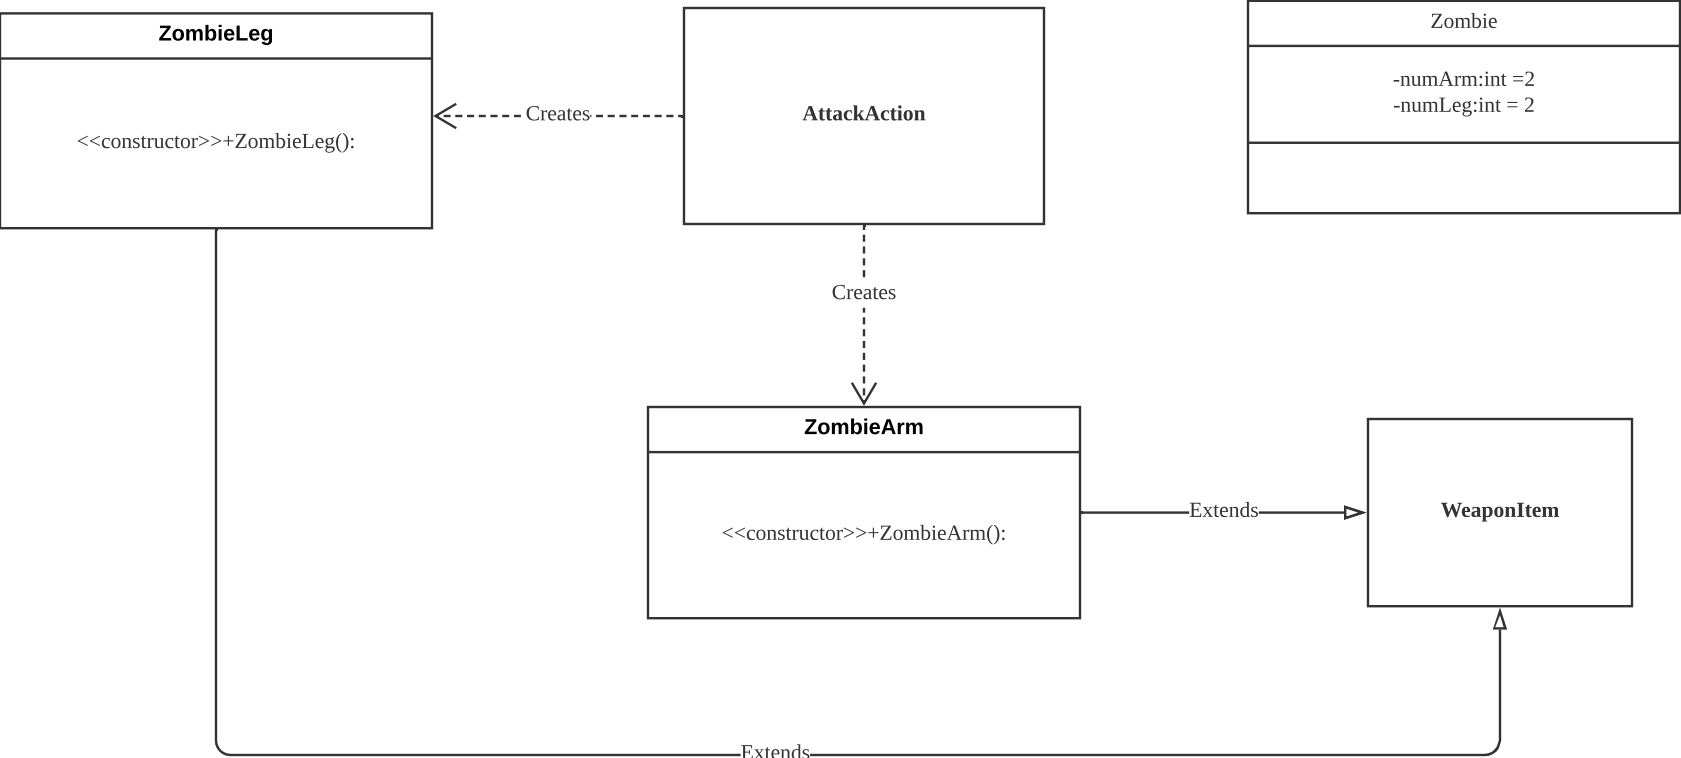 ZombieLeg
<<constructor>>+ZombieLeg():
Creates
AttackAction
Zombie
-numArm:int =2
-numLeg:int = 2
Creates
ZombieArm
<<constructor>>+ZombieArm():
Extends
WeaponItem
Extends